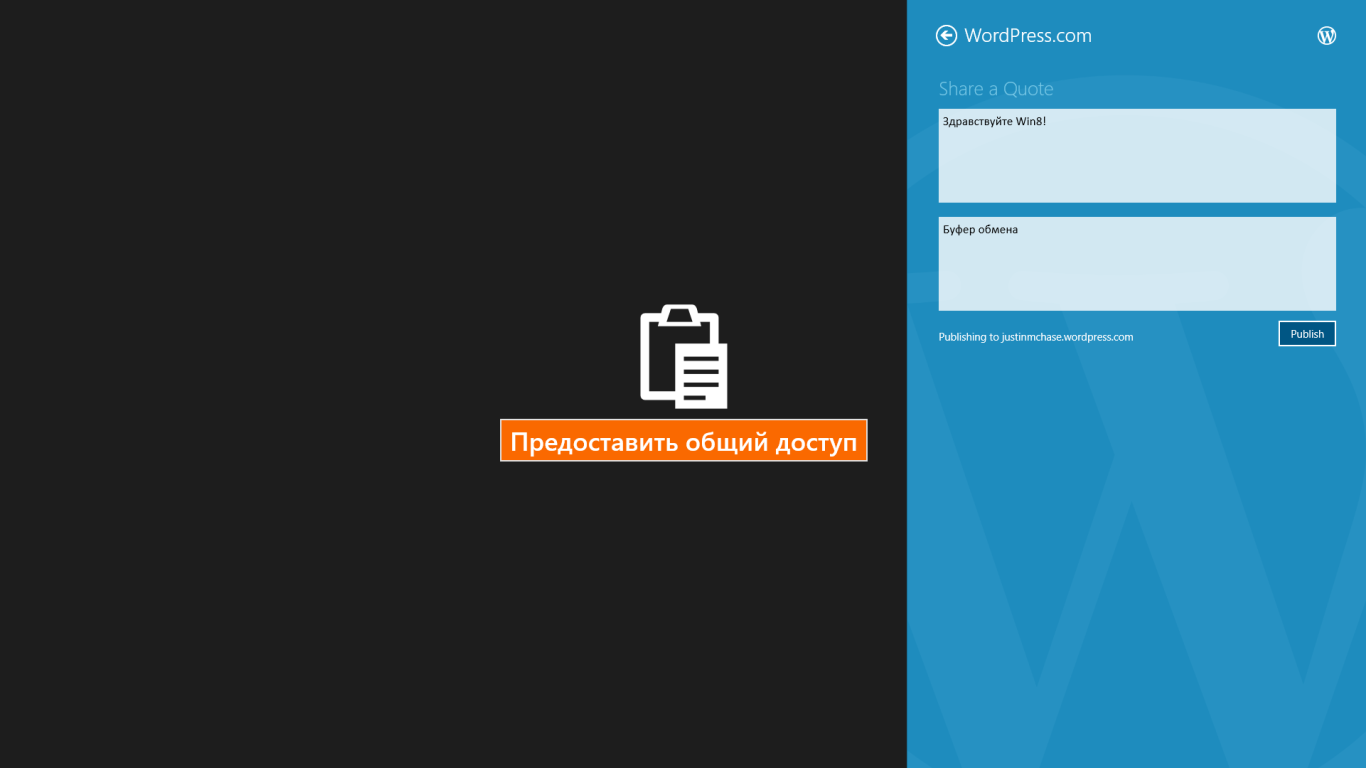 WordPress.com
Share a Quote
Здравствуйте Win8!
Буфер обмена
Publishing to justinmchase.wordpress.com
Publish
Предоставить общий доступ